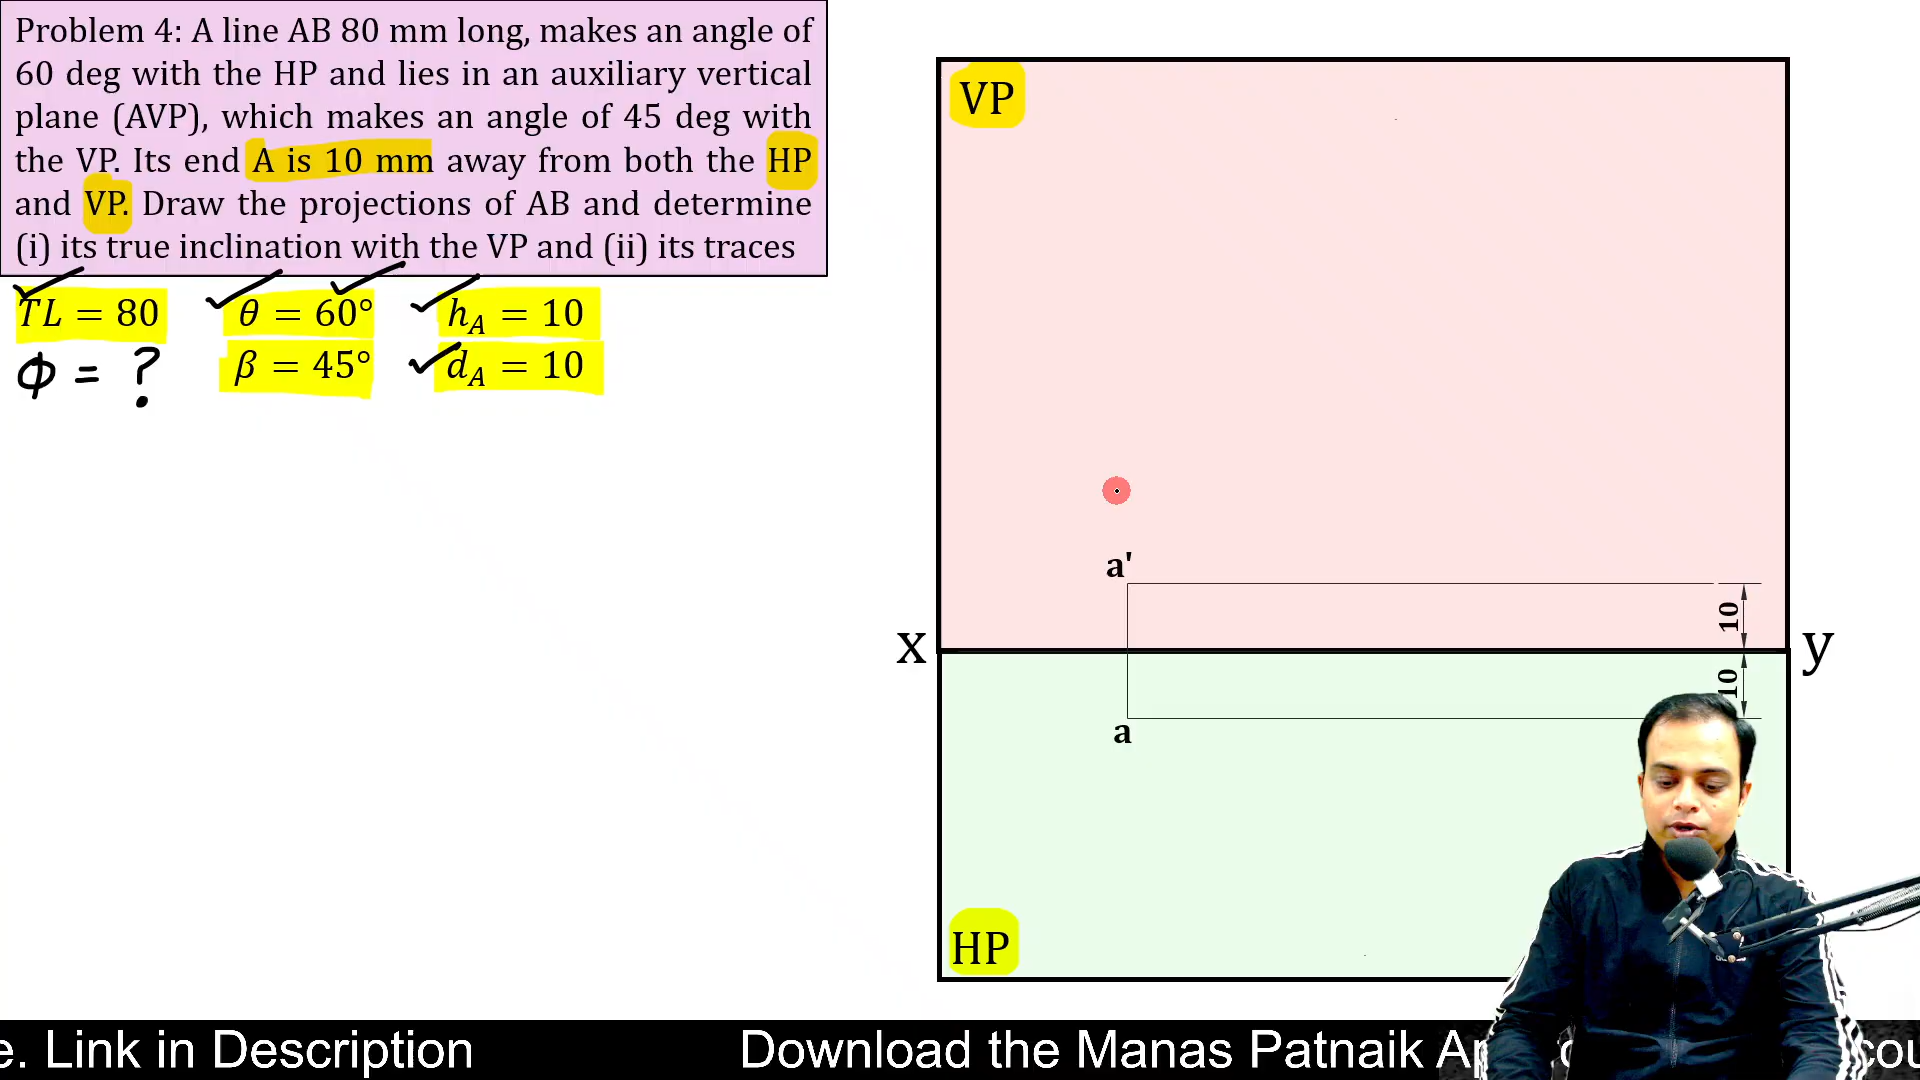 Problem 4: A line AB 80 mm long, makes an angle of
60 deg with the HP and lies in an auxiliary vertical
plane (AVP), which makes an angle of 45 deg with
the VP. Its end A is 10 mm away from both the HP
and VP. Draw the projections of AB and determine
(i) its true inclination with the VP and (ii) its traces
TL = 80 θ = 60° h_A = 10
ϕ = ? β = 45° d_A = 10
VP
a'
10
x y
10
a
HP
e. Link in Description Download the Manas Patnaik